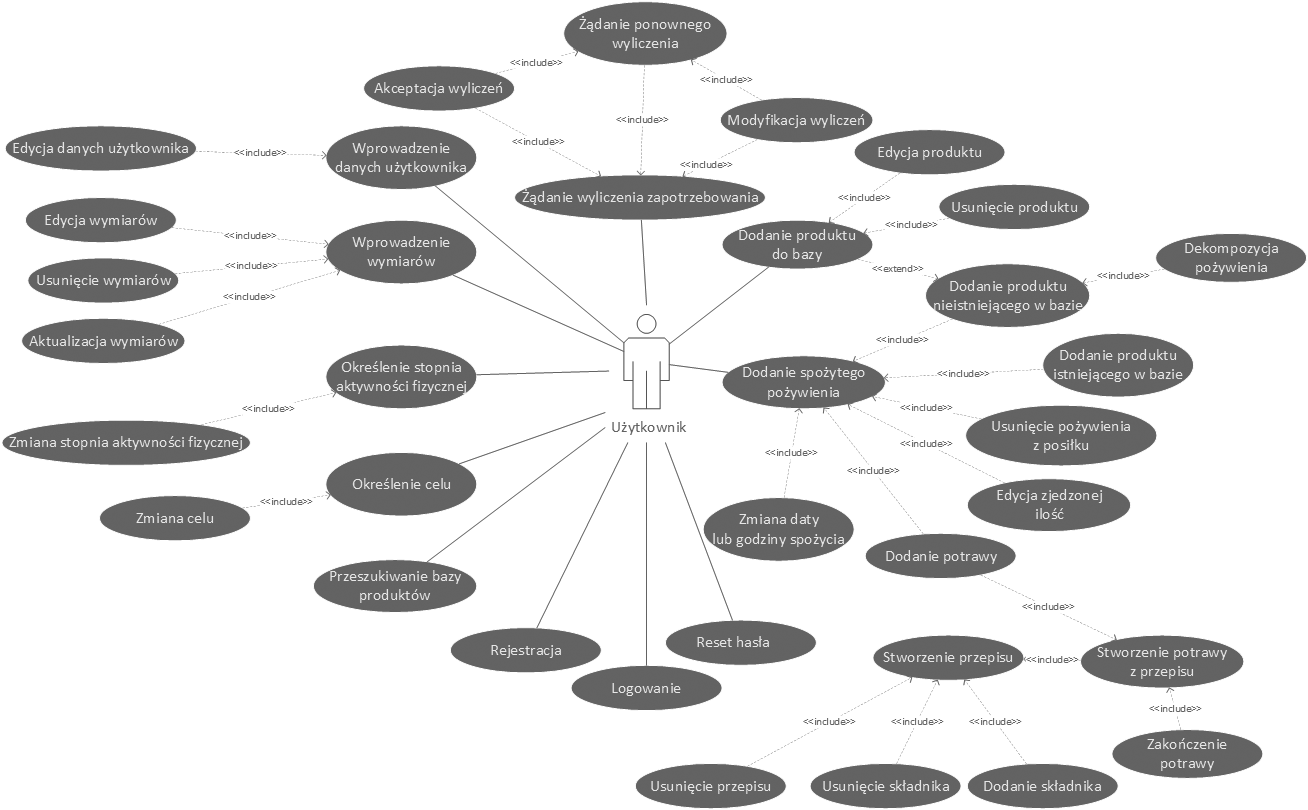 Żądanie ponownego
wyliczenia
<<include>>
Akceptacja wyliczeń
<<include>>
Modyfikacja wyliczeń
<<include>>
<<include>>
<<include>>
Edycja danych użytkownika
<<include>>
Wprowadzenie
danych użytkownika
Żądanie wyliczenia zapotrzebowania
Edycja produktu
<<include>>
Usunięcie produktu
<<include>>
Edycja wymiarów
<<include>>
Wprowadzenie
wymiarów
Dodanie produktu
do bazy
Dekompozycja
pożywienia
<<include>>
<<extend>>
Usunięcie wymiarów
<<include>>
Dodanie produktu
nieistniejącego w bazie
<<include>>
Aktualizacja wymiarów
<<include>>
<<include>>
Określenie stopnia
aktywności fizycznej
Dodanie spożytego
pożywienia
<<include>>
Dodanie produktu
istniejącego w bazie
<<include>>
<<include>>
Użytkownik
Usunięcie pożywienia
z posiłku
Zmiana stopnia aktywności fizycznej
<<include>>
<<include>>
<<include>>
Określenie celu
Edycja zjedzonej
ilość
<<include>>
Zmiana celu
Zmiana daty
lub godziny spożycia
Dodanie potrawy
Przeszukiwanie bazy
produktów
<<include>>
Rejestracja
Reset hasła
Logowanie
Stworzenie przepisu
<<include>>
Stworzenie potrawy
z przepisu
<<include>>
<<include>>
<<include>>
<<include>>
Zakończenie
potrawy
Usunięcie przepisu
Usunięcie składnika
Dodanie składnika